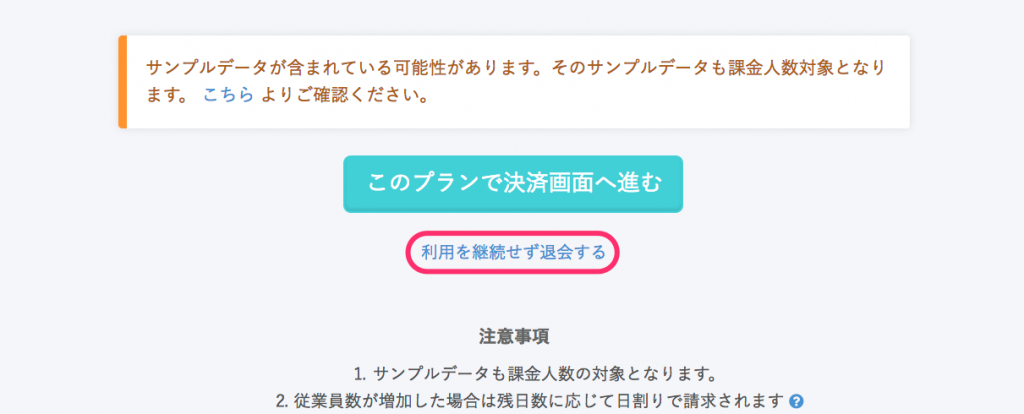 サンプルデータが含まれている可能性があります。そのサンプルデータも課金人数対象となり
ます。 こちら よりご確認ください。
このプランで決済画面へ進む
利用を継続せず退会する
注意事項
1. サンプルデータも課金人数の対象となります。
2. 従業員数が増加した場合は残日数に応じて日割りで請求されます ?